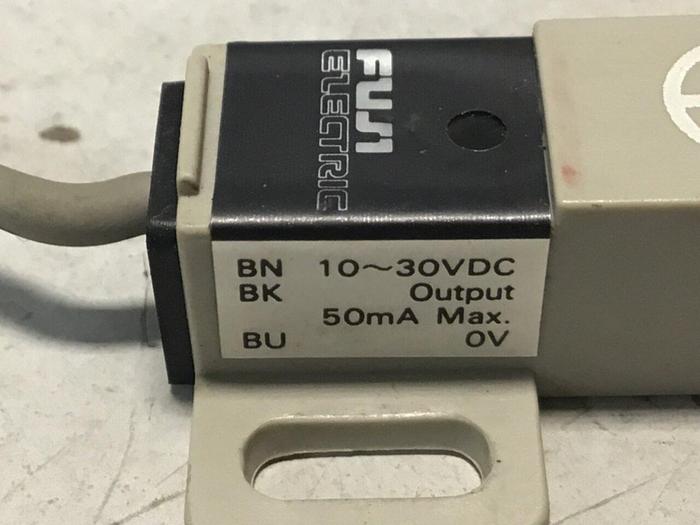 FUJI
ELECTRIC
BN 10~30VDC
BK Output
50mA Max.
BU 0V